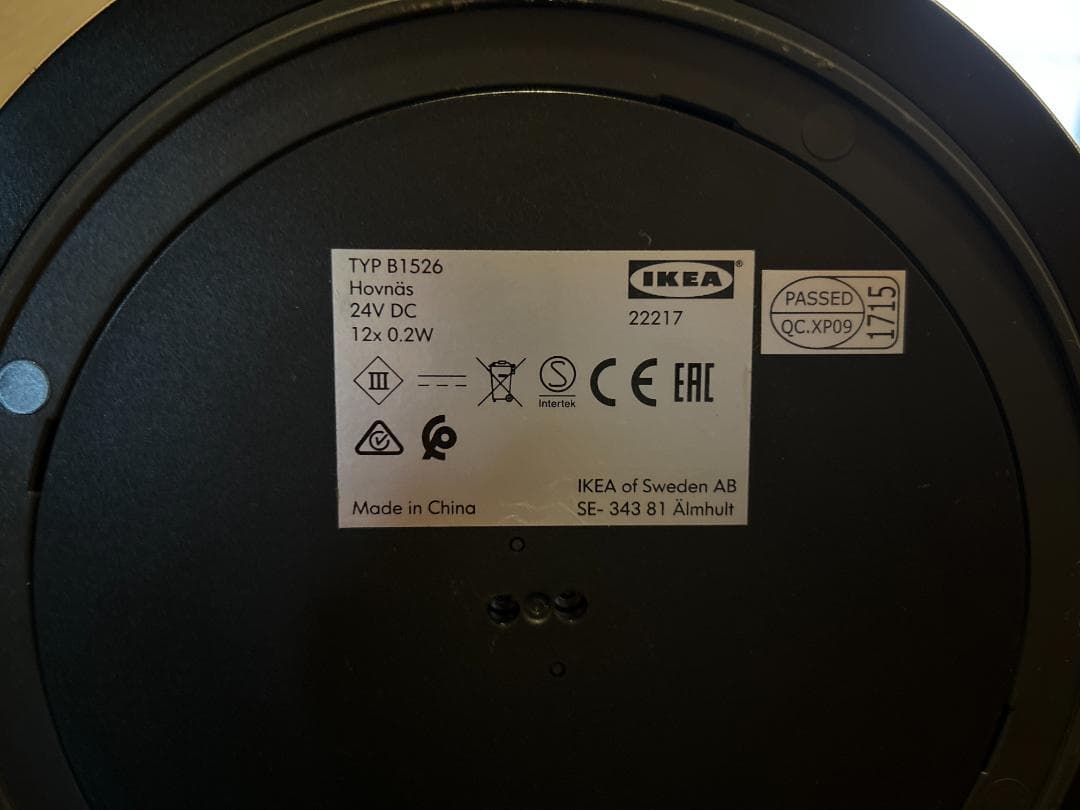 TYP B1526
Hovnäs
24V DC
12x 0.2W
IKEA®
22217
PASSED
QC.XP09
1715
III
S
Intertek
CE
EAC
Made in China
IKEA of Sweden AB
SE- 343 81 Älmhult